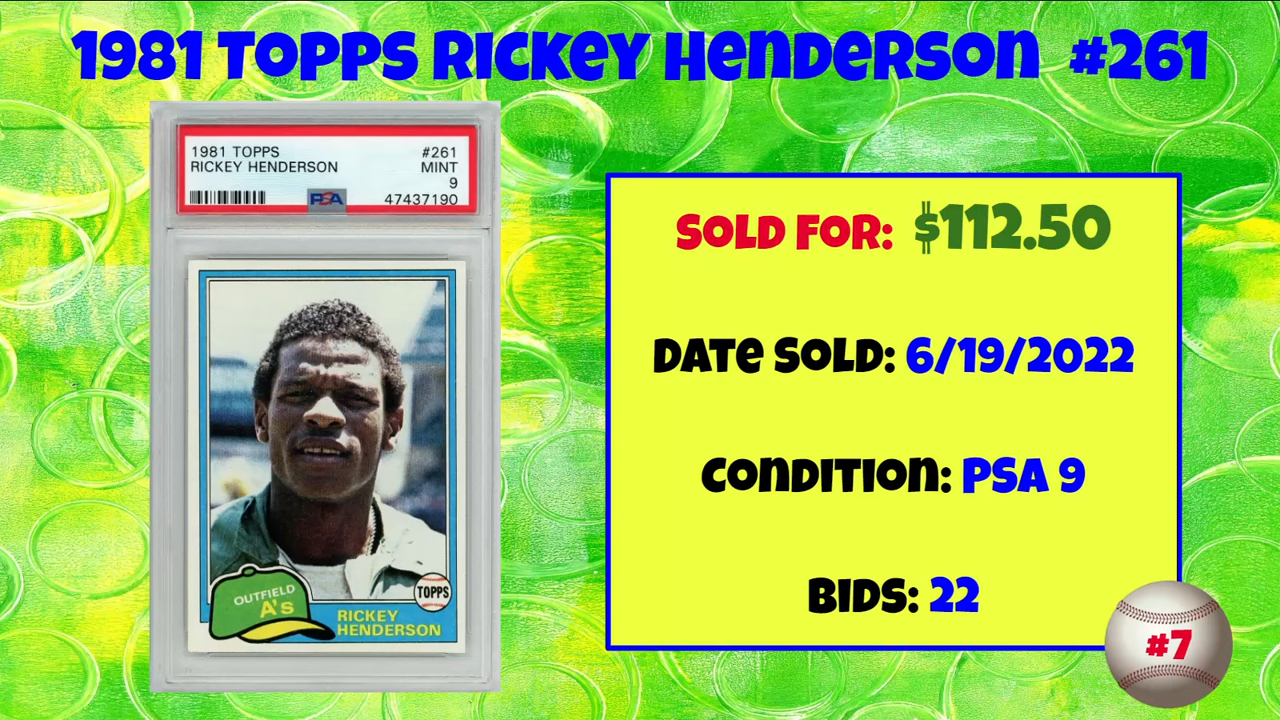 1981 TOPPS RICKEY HENDERSON #261
1981 TOPPS #261
RICKEY HENDERSON MINT
9
PSA 47437190
OUTFIELD
A's
TOPPS
RICKEY
HENDERSON
SOLD FOR: $112.50
DATE SOLD: 6/19/2022
CONDITION: PSA 9
BIDS: 22
#7